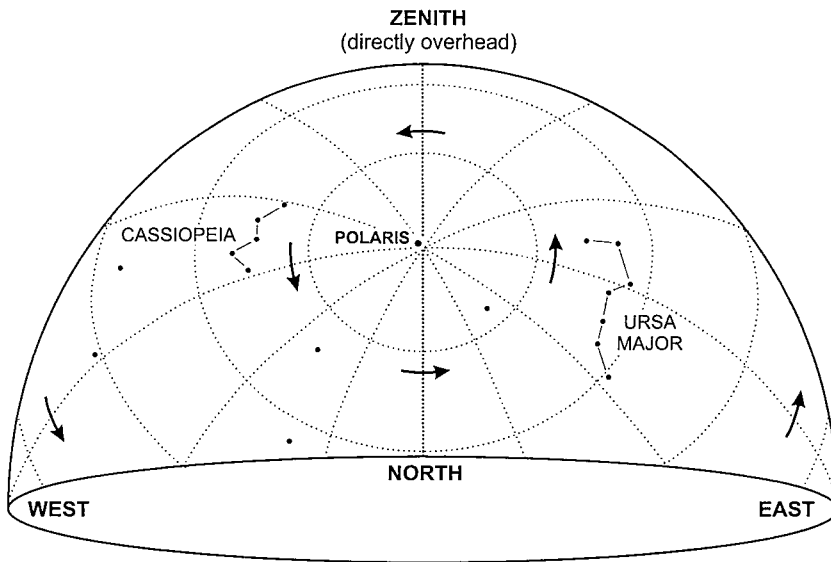 ZENITH
(directly overhead)
CASSIOPEIA
POLARIS
URSA
MAJOR
NORTH
WEST
EAST